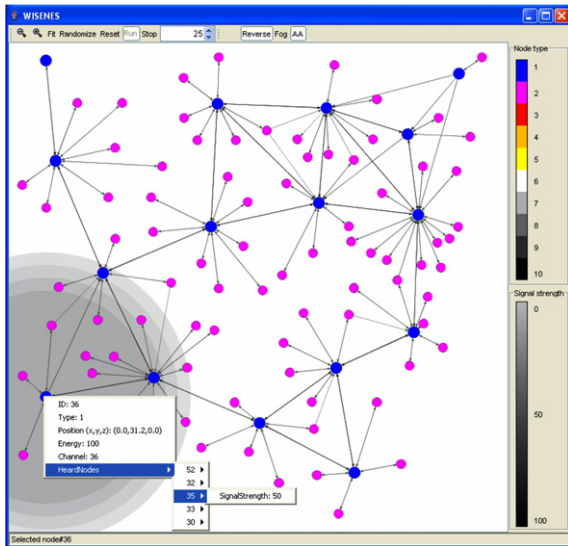 WISENES
Fit Randomize Reset Run Stop 25 Reverse Fog AA
Node type
1
2
3
4
5
6
7
8
9
10
Signal strength
0
50
100
ID: 36
Type: 1
Position (x,y,z): (0.0,31.2,0.0)
Energy: 100
Channel: 36
HeardNodes
52
32
35
33
30
SignalStrength: 50
Selected node#36